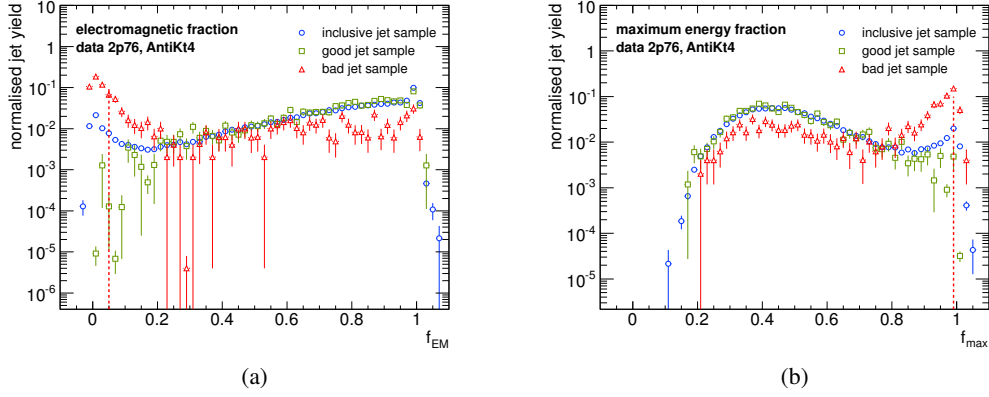 normalised jet yield
electromagnetic fraction
data 2p76, AntiKt4
inclusive jet sample
good jet sample
bad jet sample
1
10⁻¹
10⁻²
10⁻³
10⁻⁴
10⁻⁵
10⁻⁶
0 0.2 0.4 0.6 0.8 1
f_EM
(a)
normalised jet yield
maximum energy fraction
data 2p76, AntiKt4
inclusive jet sample
good jet sample
bad jet sample
1
10⁻¹
10⁻²
10⁻³
10⁻⁴
10⁻⁵
0 0.2 0.4 0.6 0.8 1
f_max
(b)